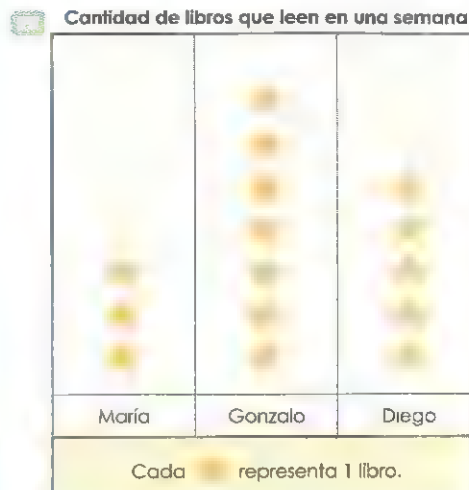 Cantidad de libros que leen en una semana
María Gonzalo Diego
Cada representa 1 libro.